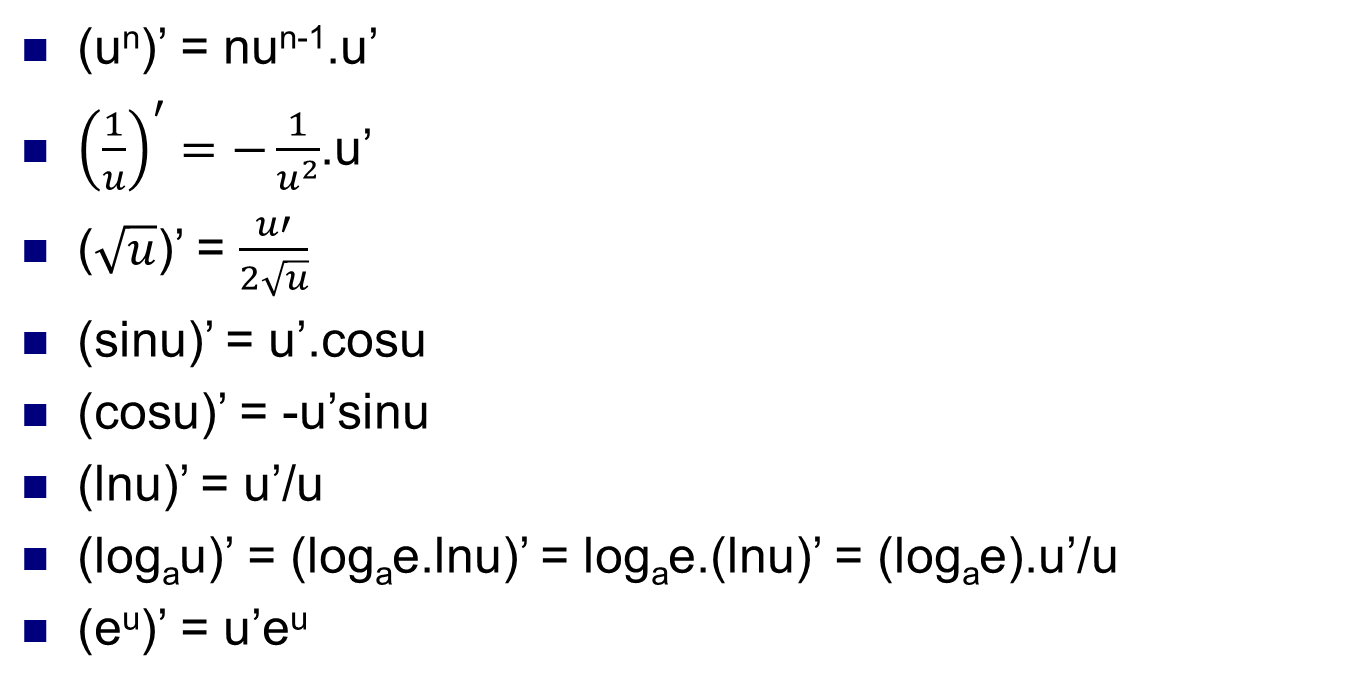 ■ (uⁿ)’ = nuⁿ⁻¹.u’
■ (1/u)′ = −1/u².u’
■ (√u)’ = u′/2√u
■ (sinu)’ = u’.cosu
■ (cosu)’ = -u’sinu
■ (lnu)’ = u’/u
■ (logₐu)’ = (logₐe.lnu)’ = logₐe.(lnu)’ = (logₐe).u’/u
■ (eᵘ)’ = u’eᵘ